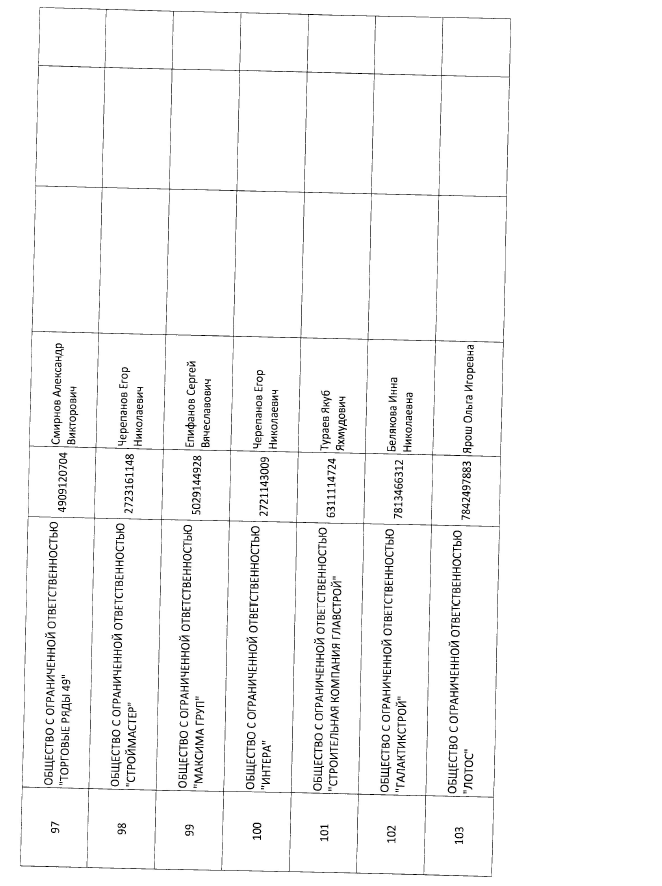 97
ОБЩЕСТВО С ОГРАНИЧЕННОЙ ОТВЕТСТВЕННОСТЬЮ
"ТОРГОВЫЕ РЯДЫ 49"
4909120704
Смирнов Александр
Викторович
98
ОБЩЕСТВО С ОГРАНИЧЕННОЙ ОТВЕТСТВЕННОСТЬЮ
"СТРОЙМАСТЕР"
2723161148
Черепанов Егор
Николаевич
99
ОБЩЕСТВО С ОГРАНИЧЕННОЙ ОТВЕТСТВЕННОСТЬЮ
"МАКСИМА ГРУП"
5029144928
Епифанов Сергей
Вячеславович
100
ОБЩЕСТВО С ОГРАНИЧЕННОЙ ОТВЕТСТВЕННОСТЬЮ
"ИНТЕРА"
2721143009
Черепанов Егор
Николаевич
101
ОБЩЕСТВО С ОГРАНИЧЕННОЙ ОТВЕТСТВЕННОСТЬЮ
"СТРОИТЕЛЬНАЯ КОМПАНИЯ ГЛАВСТРОЙ"
6311114724
Тураев Якуб
Яхмудович
102
ОБЩЕСТВО С ОГРАНИЧЕННОЙ ОТВЕТСТВЕННОСТЬЮ
"ГАЛАКТИКСТРОЙ"
7813466312
Белякова Инна
Николаевна
103
ОБЩЕСТВО С ОГРАНИЧЕННОЙ ОТВЕТСТВЕННОСТЬЮ
"ЛОТОС"
7842497883
Ярош Ольга Игоревна